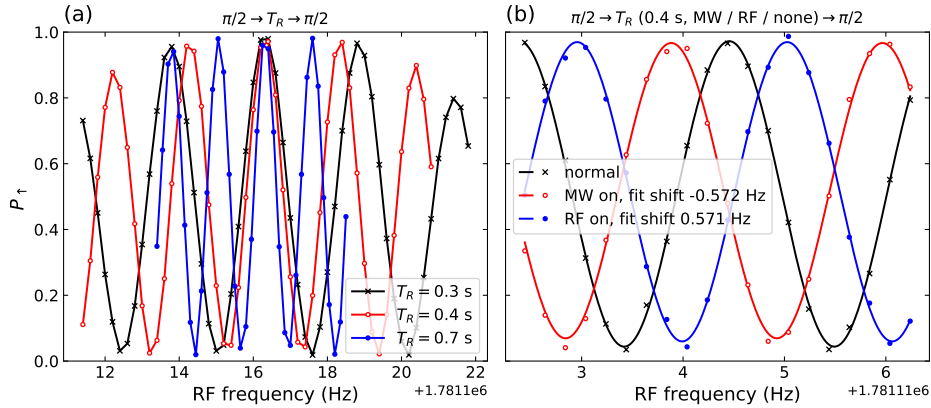 (a)
π/2 → T_R → π/2
P↑
1.0
0.8
0.6
0.4
0.2
0.0
T_R = 0.3 s
T_R = 0.4 s
T_R = 0.7 s
12 14 16 18 20 22
RF frequency (Hz)
+1.78111e6
(b)
π/2 → T_R (0.4 s, MW / RF / none) → π/2
normal
MW on, fit shift -0.572 Hz
RF on, fit shift 0.571 Hz
3 4 5 6
RF frequency (Hz)
+1.78111e6